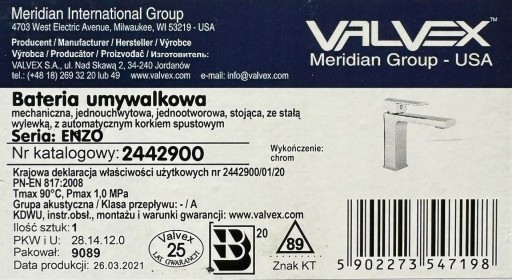 Meridian International Group
4703 West Electric Avenue, Milwaukee, WI 53219 - USA
Producent / Manufacturer / Hersteller / Výrobce
Výrobca / Producător / Proizvođač / Изготовитель:
VALVEX S.A., ul. Nad Skawą 2, 34-240 Jordanów
tel.: (+48 18) 269 32 20 lub 49 www.valvex.com e-mail: info@valvex.com
VALVEX™
Meridian Group - USA
Bateria umywalkowa
mechaniczna, jednouchwytowa, jednootworowa, stojąca, ze stałą
wylewką, z automatycznym korkiem spustowym
Seria: ENZO
Nr katalogowy: 2442900
Wykończenie:
chrom
Krajowa deklaracja właściwości użytkowych nr 2442900/01/20
PN-EN 817:2008
Tmax 90°C, Pmax 1,0 MPa
Grupa akustyczna / Klasa przepływu: - / A
KDWU, instr.obsł., montażu i warunki gwarancji: www.valvex.com
Ilość sztuk: 1
PKW i U: 28.14.12.0
Pakował: 9089
Data produkcji: 26.03.2021
Valvex
25
LAT GWARANCJI
B
20
89
Znak KT
5 902273 547198